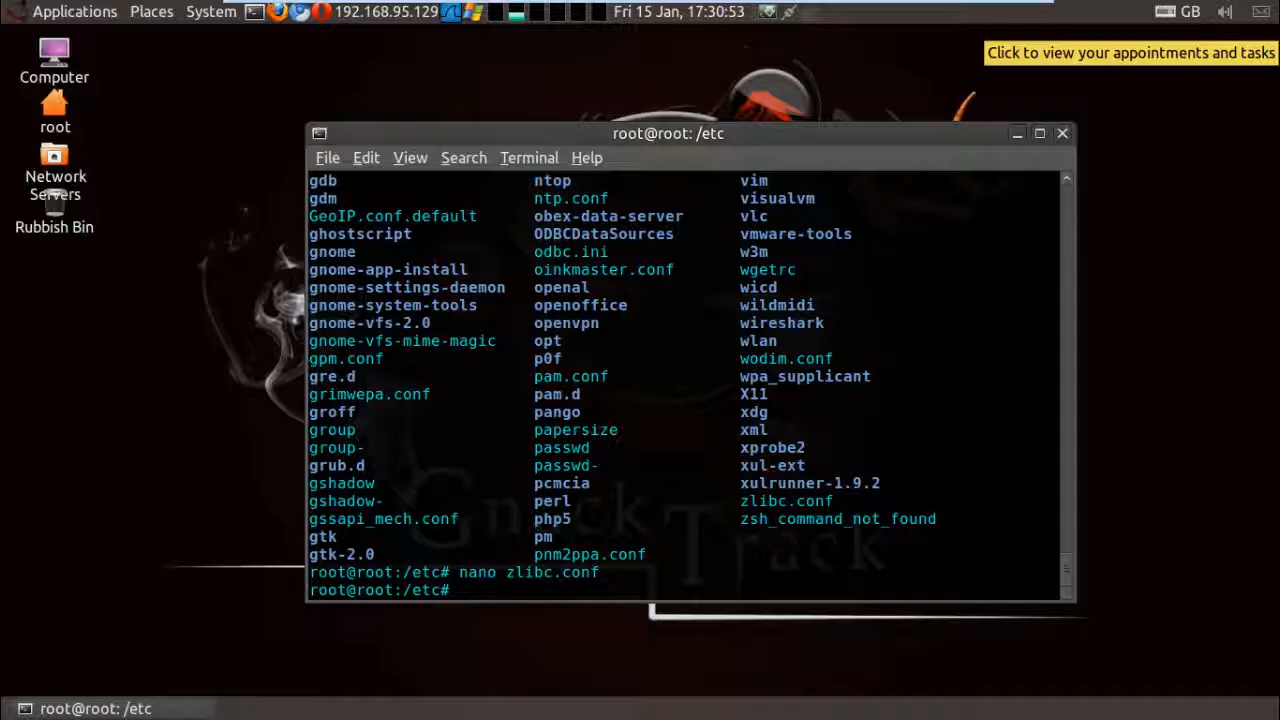 Applications Places System 192.168.95.129 Fri 15 Jan, 17:30:53 GB
Click to view your appointments and tasks
Computer
root
Network
Servers
Rubbish Bin
root@root: /etc
File Edit View Search Terminal Help
gdb ntop vim
gdm ntp.conf visualvm
GeoIP.conf.default obex-data-server vlc
ghostscript ODBCDataSources vmware-tools
gnome odbc.ini w3m
gnome-app-install oinkmaster.conf wgetrc
gnome-settings-daemon openal wicd
gnome-system-tools openoffice wildmidi
gnome-vfs-2.0 openvpn wireshark
gnome-vfs-mime-magic opt wlan
gpm.conf p0f wodim.conf
gre.d pam.conf wpa_supplicant
grimwepa.conf pam.d X11
groff pango xdg
group papersize xml
group- passwd xprobe2
grub.d passwd- xul-ext
gshadow pcmcia xulrunner-1.9.2
gshadow- perl zlibc.conf
gssapi_mech.conf php5 zsh_command_not_found
gtk pm
gtk-2.0 pnm2ppa.conf
root@root:/etc# nano zlibc.conf
root@root:/etc#
GnackTrack
root@root: /etc